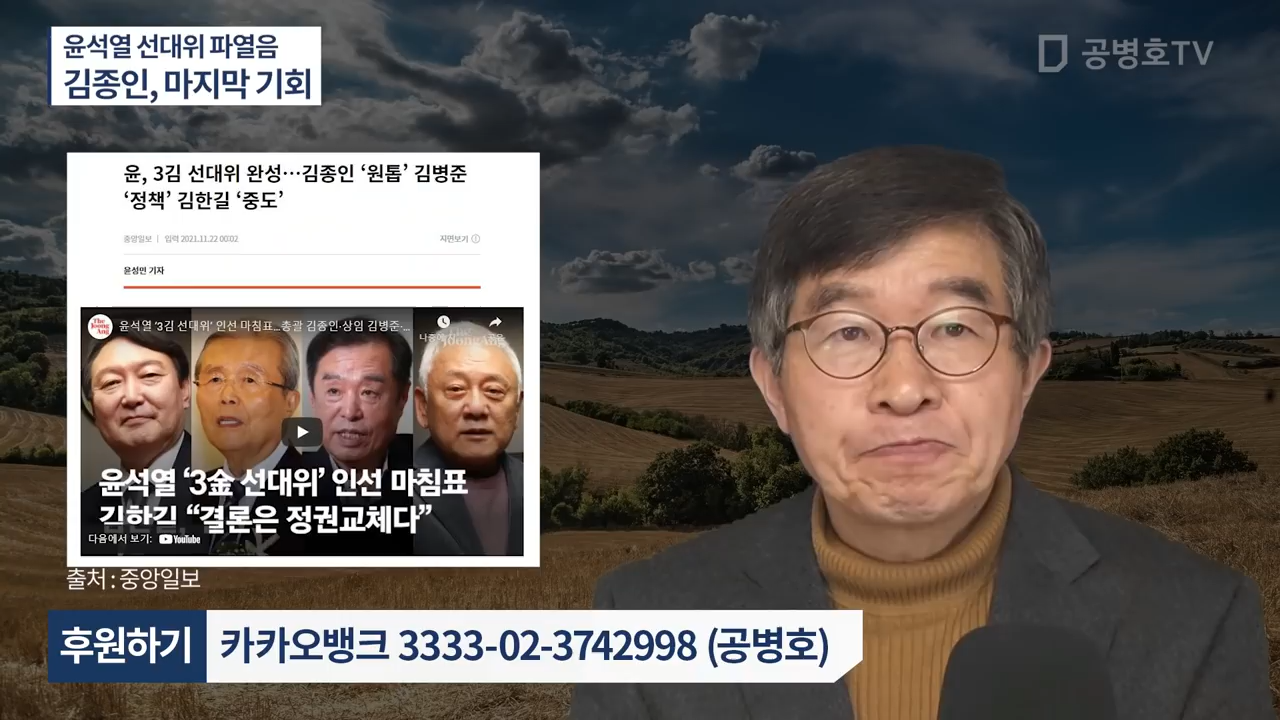 윤석열 선대위 파열음
김종인, 마지막 기회
공병호TV
윤, 3김 선대위 완성…김종인 ‘원톱’ 김병준
‘정책’ 김한길 ‘중도’
중앙일보 | 입력 2021.11.22 00:02
지면보기
윤성민 기자
The JoongAng
윤석열 ‘3김 선대위’ 인선 마침표...총괄 김종인·상임 김병준·...
윤석열 ‘3金 선대위’ 인선 마침표
김한길 “결론은 정권교체다”
다음에서 보기: YouTube
출처 : 중앙일보
후원하기
카카오뱅크 3333-02-3742998 (공병호)